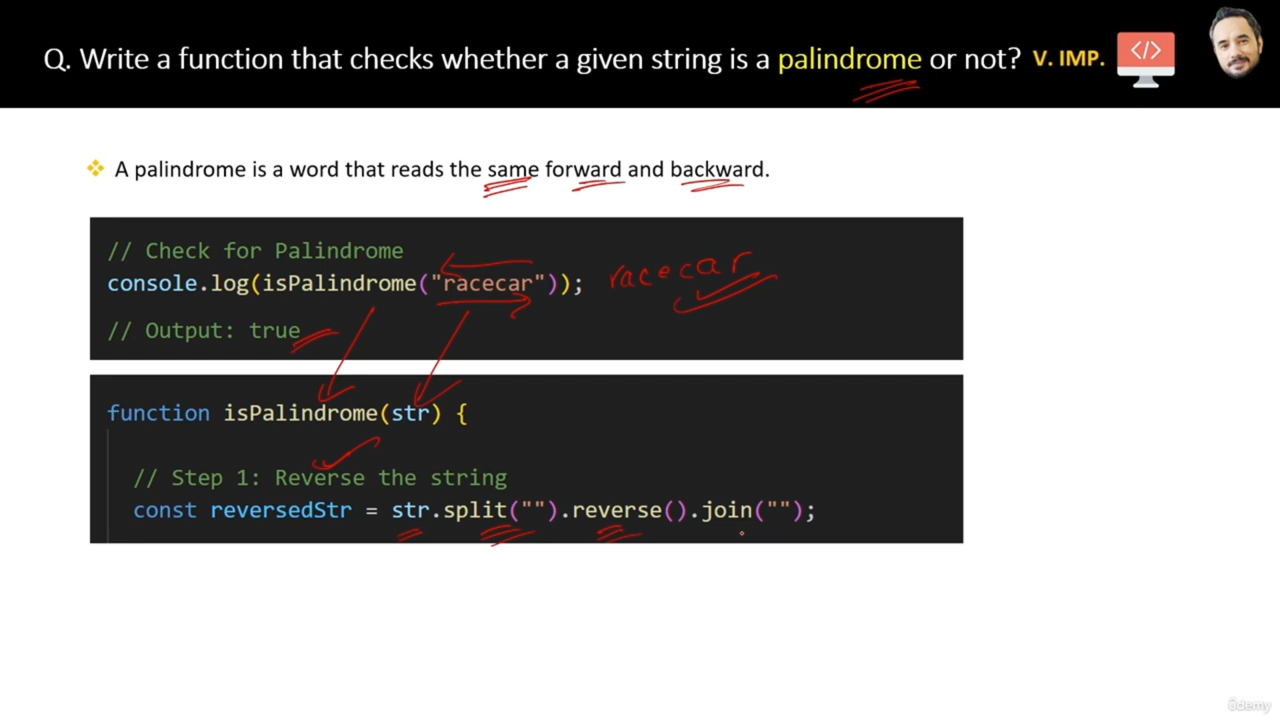 Q. Write a function that checks whether a given string is a palindrome or not? V. IMP. </>
❖ A palindrome is a word that reads the same forward and backward.
// Check for Palindrome
console.log(isPalindrome("racecar")); racecar
// Output: true
function isPalindrome(str) {
// Step 1: Reverse the string
const reversedStr = str.split("").reverse().join("");
ûdemy